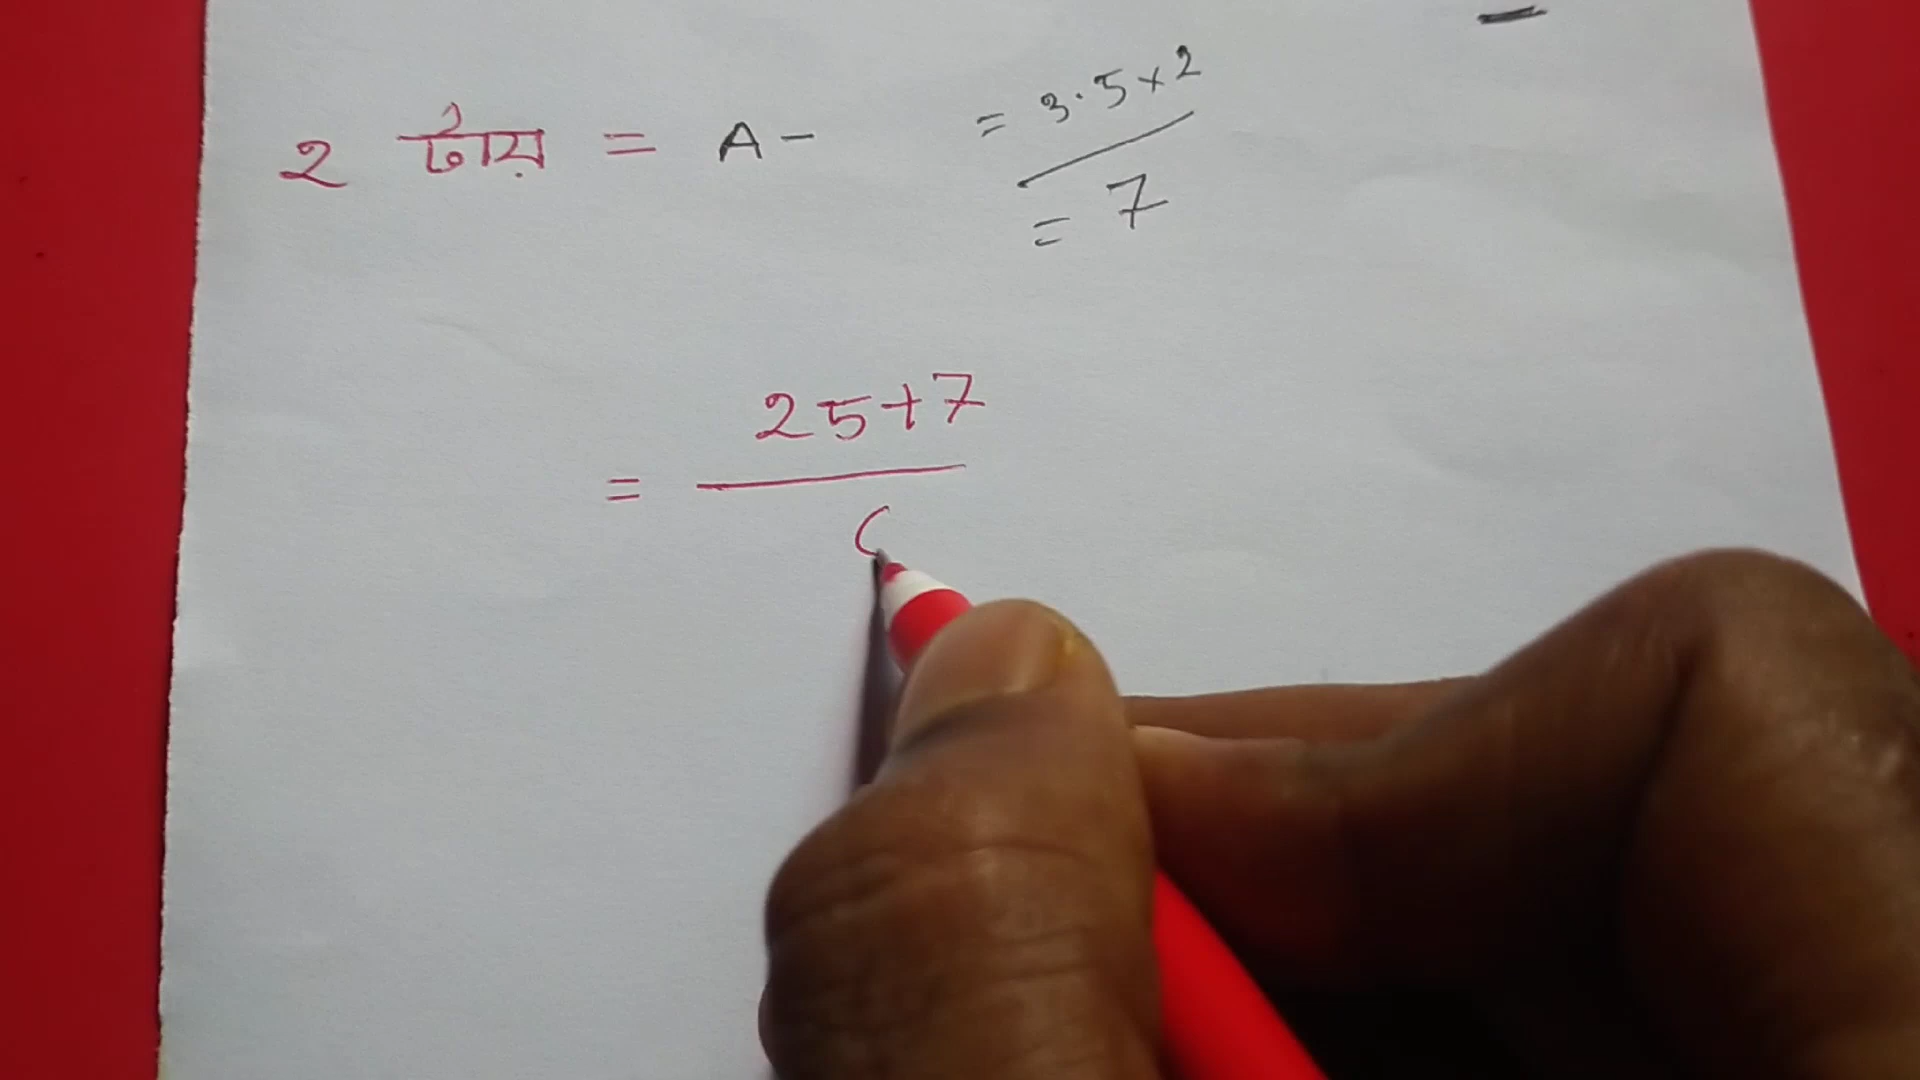 2 টায় = A -
= 3.5 x 2
= 7
= 25+7